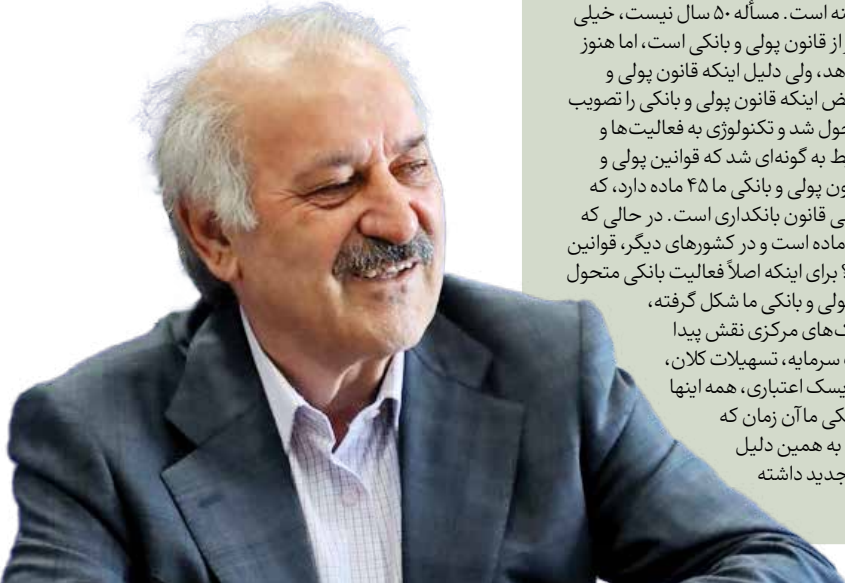 ته است. مسأله ۵۰ سال نیست، خیلی
از قانون پولی و بانکی است، اما هنوز
هد، ولی دلیل اینکه قانون پولی و
ض اینکه قانون پولی و بانکی را تصویب
حول شد و تکنولوژی به فعالیت‌ها و
ط به گونه‌ای شد که قوانین پولی و
ون پولی و بانکی ما ۴۵ ماده دارد، که
ی قانون بانکداری است. در حالی که
ماده است و در کشورهای دیگر، قوانین
؟ برای اینکه اصلاً فعالیت بانکی متحول
ولی و بانکی ما شکل گرفته،
ک‌های مرکزی نقش پیدا
سرمایه، تسهیلات کلان،
یسک اعتباری، همه اینها
کی ما آن زمان که
به همین دلیل
جدید داشته